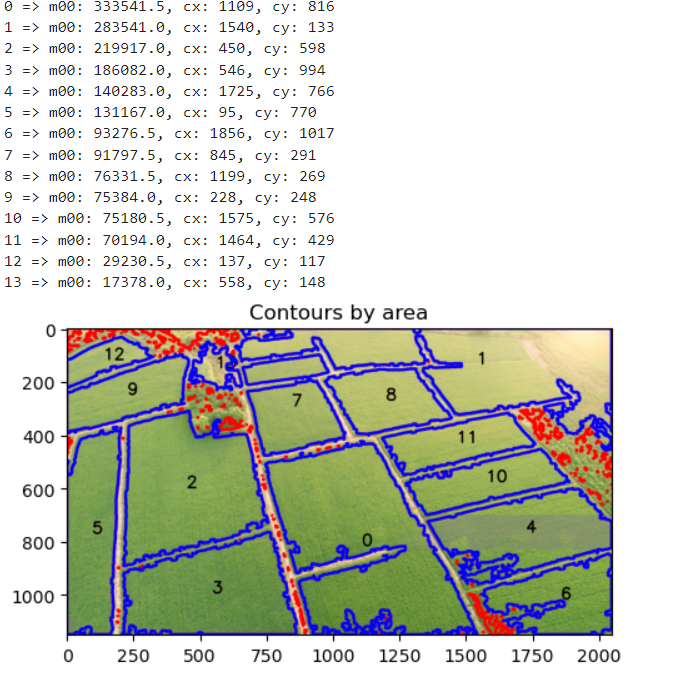 0 => m00: 333541.5, cx: 1109, cy: 816
1 => m00: 283541.0, cx: 1540, cy: 133
2 => m00: 219917.0, cx: 450, cy: 598
3 => m00: 186082.0, cx: 546, cy: 994
4 => m00: 140283.0, cx: 1725, cy: 766
5 => m00: 131167.0, cx: 95, cy: 770
6 => m00: 93276.5, cx: 1856, cy: 1017
7 => m00: 91797.5, cx: 845, cy: 291
8 => m00: 76331.5, cx: 1199, cy: 269
9 => m00: 75384.0, cx: 228, cy: 248
10 => m00: 75180.5, cx: 1575, cy: 576
11 => m00: 70194.0, cx: 1464, cy: 429
12 => m00: 29230.5, cx: 137, cy: 117
13 => m00: 17378.0, cx: 558, cy: 148
Contours by area
0
12
1
200
9
7
8
400
11
2
10
600
5
0
4
800
3
6
1000
0 250 500 750 1000 1250 1500 1750 2000